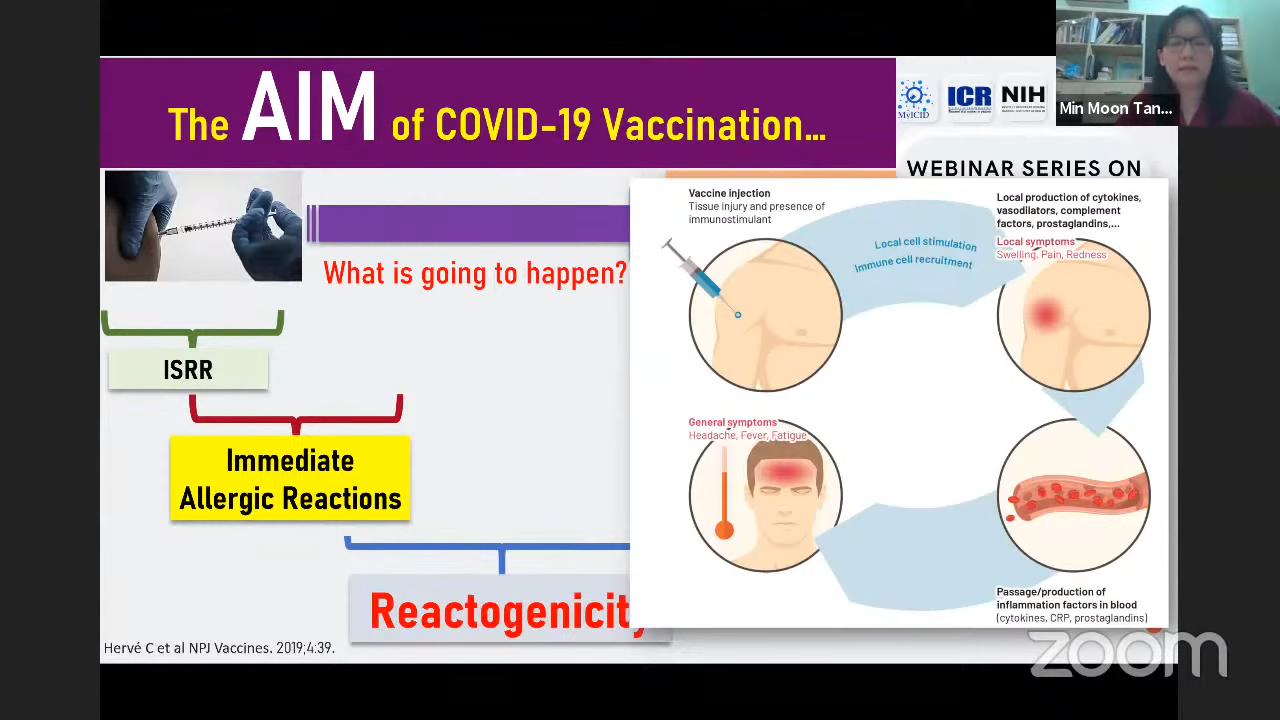 The AIM of COVID-19 Vaccination...
MyICID
ICR
NIH
Min Moon Tan...
WEBINAR SERIES ON
What is going to happen?
ISRR
Immediate
Allergic Reactions
Reactogenicity
Hervé C et al NPJ Vaccines. 2019;4:39.
Vaccine injection
Tissue injury and presence of
immunostimulant
Local cell stimulation
Immune cell recruitment
Local production of cytokines,
vasodilators, complement
factors, prostaglandins,...
Local symptoms
Swelling, Pain, Redness
General symptoms
Headache, Fever, Fatigue
Passage/production of
inflammation factors in blood
(cytokines, CRP, prostaglandins)
zoom